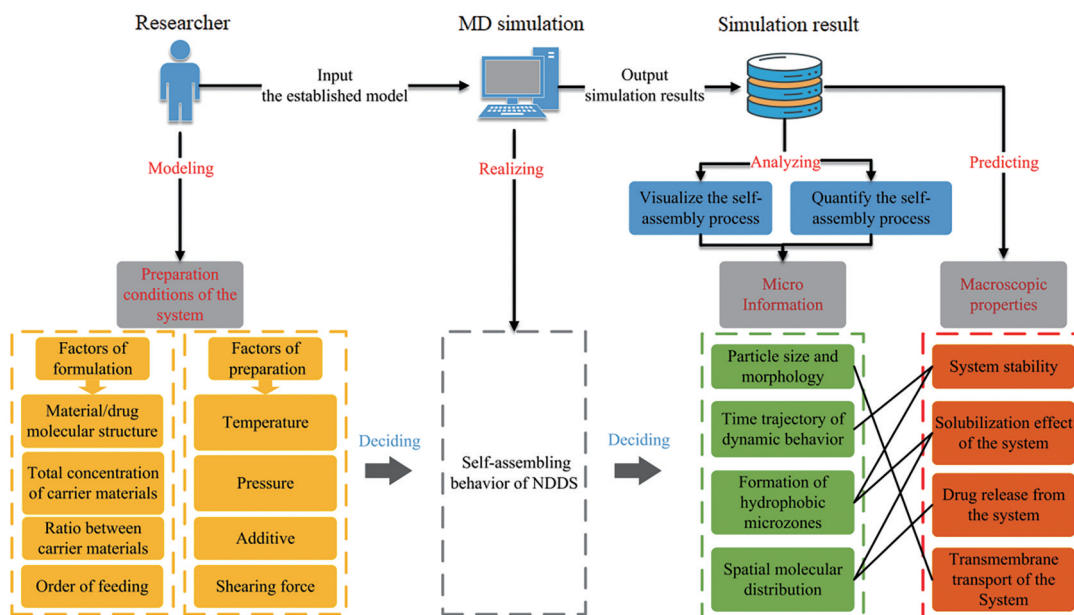 Researcher
MD simulation
Simulation result
Input
the established model
Output
simulation results
Modeling
Realizing
Analyzing
Predicting
Visualize the self-
assembly process
Quantify the self-
assembly process
Preparation
conditions of the
system
Micro
Information
Macroscopic
properties
Factors of
formulation
Material/drug
molecular structure
Total concentration
of carrier materials
Ratio between
carrier materials
Order of feeding
Factors of
preparation
Temperature
Pressure
Additive
Shearing force
Deciding
Self-assembling
behavior of NDDS
Deciding
Particle size and
morphology
Time trajectory of
dynamic behavior
Formation of
hydrophobic
microzones
Spatial molecular
distribution
System stability
Solubilization effect
of the system
Drug release from
the system
Transmembrane
transport of the
System